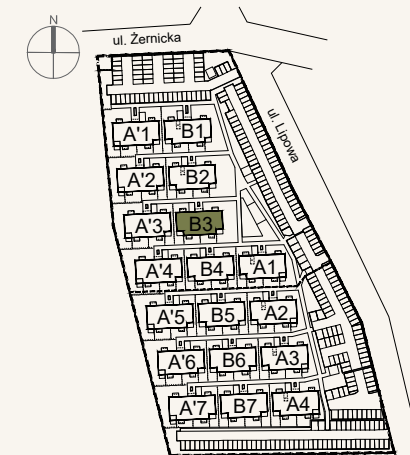 N
ul. Żernicka
ul. Lipowa
A'1 B1
A'2 B2
A'3 B3
A'4 B4 A1
A'5 B5 A2
A'6 B6 A3
A'7 B7 A4